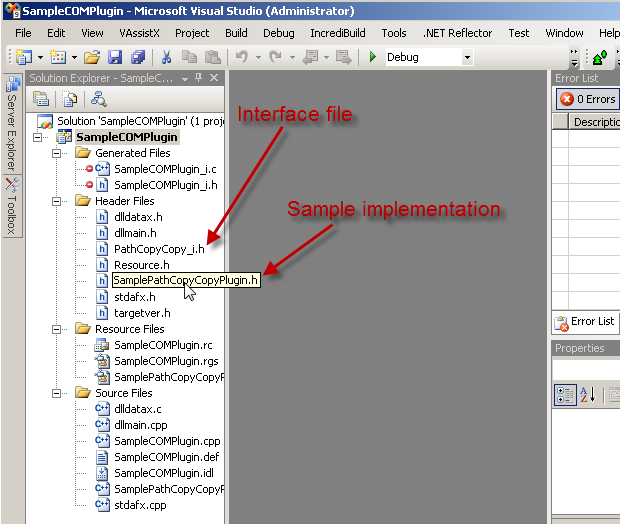 SampleCOMPlugin - Microsoft Visual Studio (Administrator)
File Edit View VAssistX Project Build Debug IncrediBuild Tools .NET Reflector Test Window Help
Debug
Solution Explorer - SampleC...
Error List
0 Errors
Descriptio
Server Explorer
Toolbox
Solution 'SampleCOMPlugin' (1 proje
SampleCOMPlugin
Generated Files
SampleCOMPlugin_i.c
SampleCOMPlugin_i.h
Header Files
dlldatax.h
dllmain.h
PathCopyCopy_i.h
Resource.h
SamplePathCopyCopyPlugin.h
stdafx.h
targetver.h
Resource Files
SampleCOMPlugin.rc
SampleCOMPlugin.rgs
SamplePathCopyCopyP
Source Files
dlldatax.c
dllmain.cpp
SampleCOMPlugin.cpp
SampleCOMPlugin.def
SampleCOMPlugin.idl
SamplePathCopyCopyP
stdafx.cpp
Interface file
Sample implementation
Error List
Properties